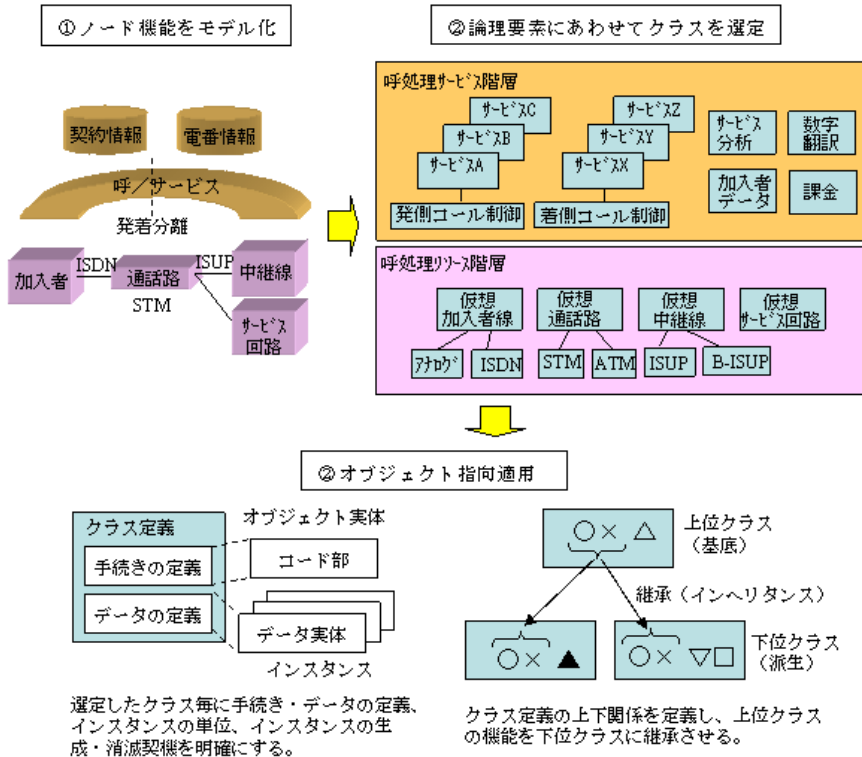 ①ノード機能をモデル化
契約情報
電番情報
呼／サービス
発着分離
加入者
ISDN
通話路
STM
ISUP
中継線
ｻｰﾋﾞｽ
回路
②論理要素にあわせてクラスを選定
呼処理ｻｰﾋﾞｽ階層
ｻｰﾋﾞｽC
ｻｰﾋﾞｽB
ｻｰﾋﾞｽA
発側コール制御
ｻｰﾋﾞｽZ
ｻｰﾋﾞｽY
ｻｰﾋﾞｽX
着側コール制御
ｻｰﾋﾞｽ
分析
数字
翻訳
加入者
データ
課金
呼処理ﾘｿｰｽ階層
仮想
加入者線
仮想
通話路
仮想
中継線
仮想
ｻｰﾋﾞｽ回路
ｱﾅﾛｸﾞ
ISDN
STM
ATM
ISUP
B-ISUP
②オブジェクト指向適用
クラス定義
手続きの定義
データの定義
オブジェクト実体
コード部
データ実体
インスタンス
選定したクラス毎に手続き・データの定義、
インスタンスの単位、インスタンスの生
成・消滅契機を明確にする。
○× △
上位クラス
（基底）
継承（インヘリタンス）
○× ▲
○× ▽□
下位クラス
（派生）
クラス定義の上下関係を定義し、上位クラス
の機能を下位クラスに継承させる。